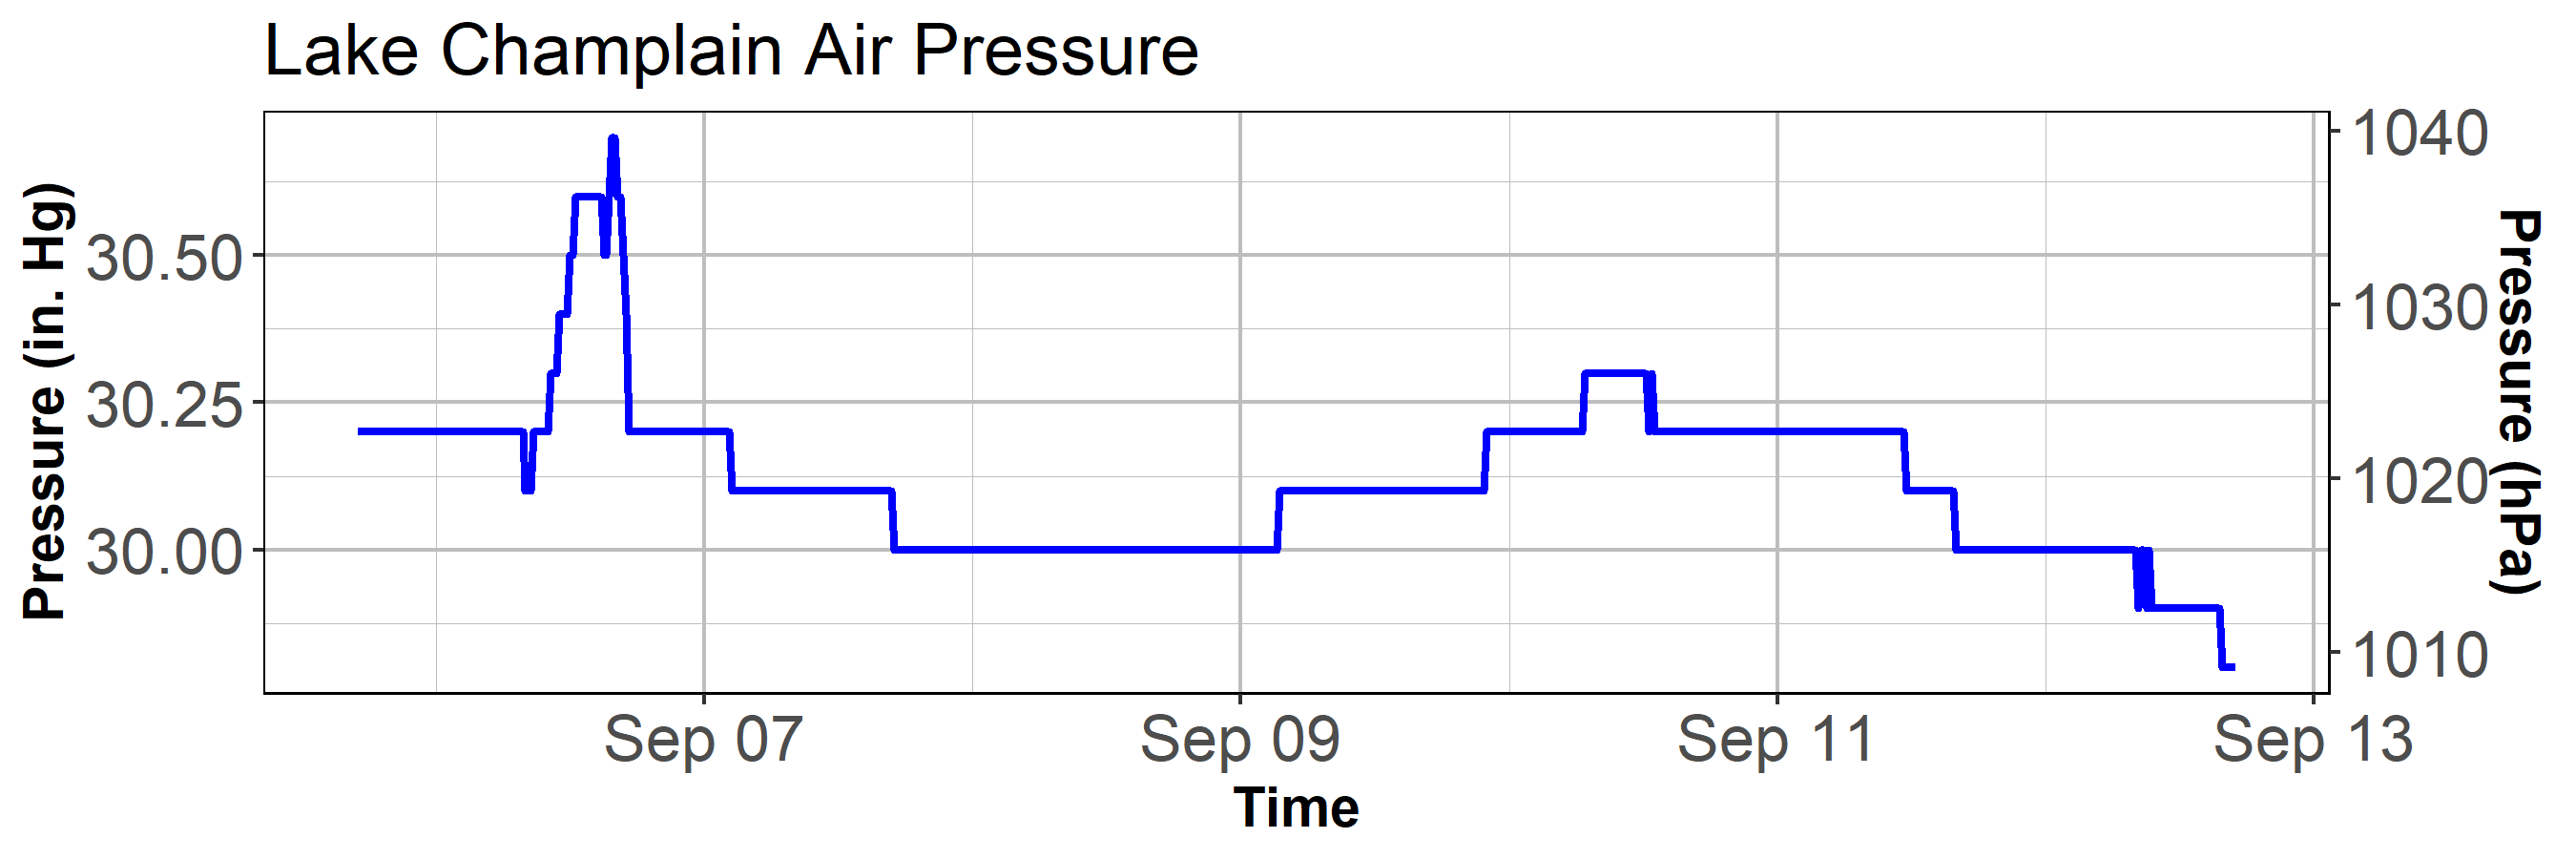 Lake Champlain Air Pressure
Pressure (in. Hg)
30.50
30.25
30.00
1040
1030
1020
1010
Pressure (hPa)
Sep 07 Sep 09 Sep 11 Sep 13
Time